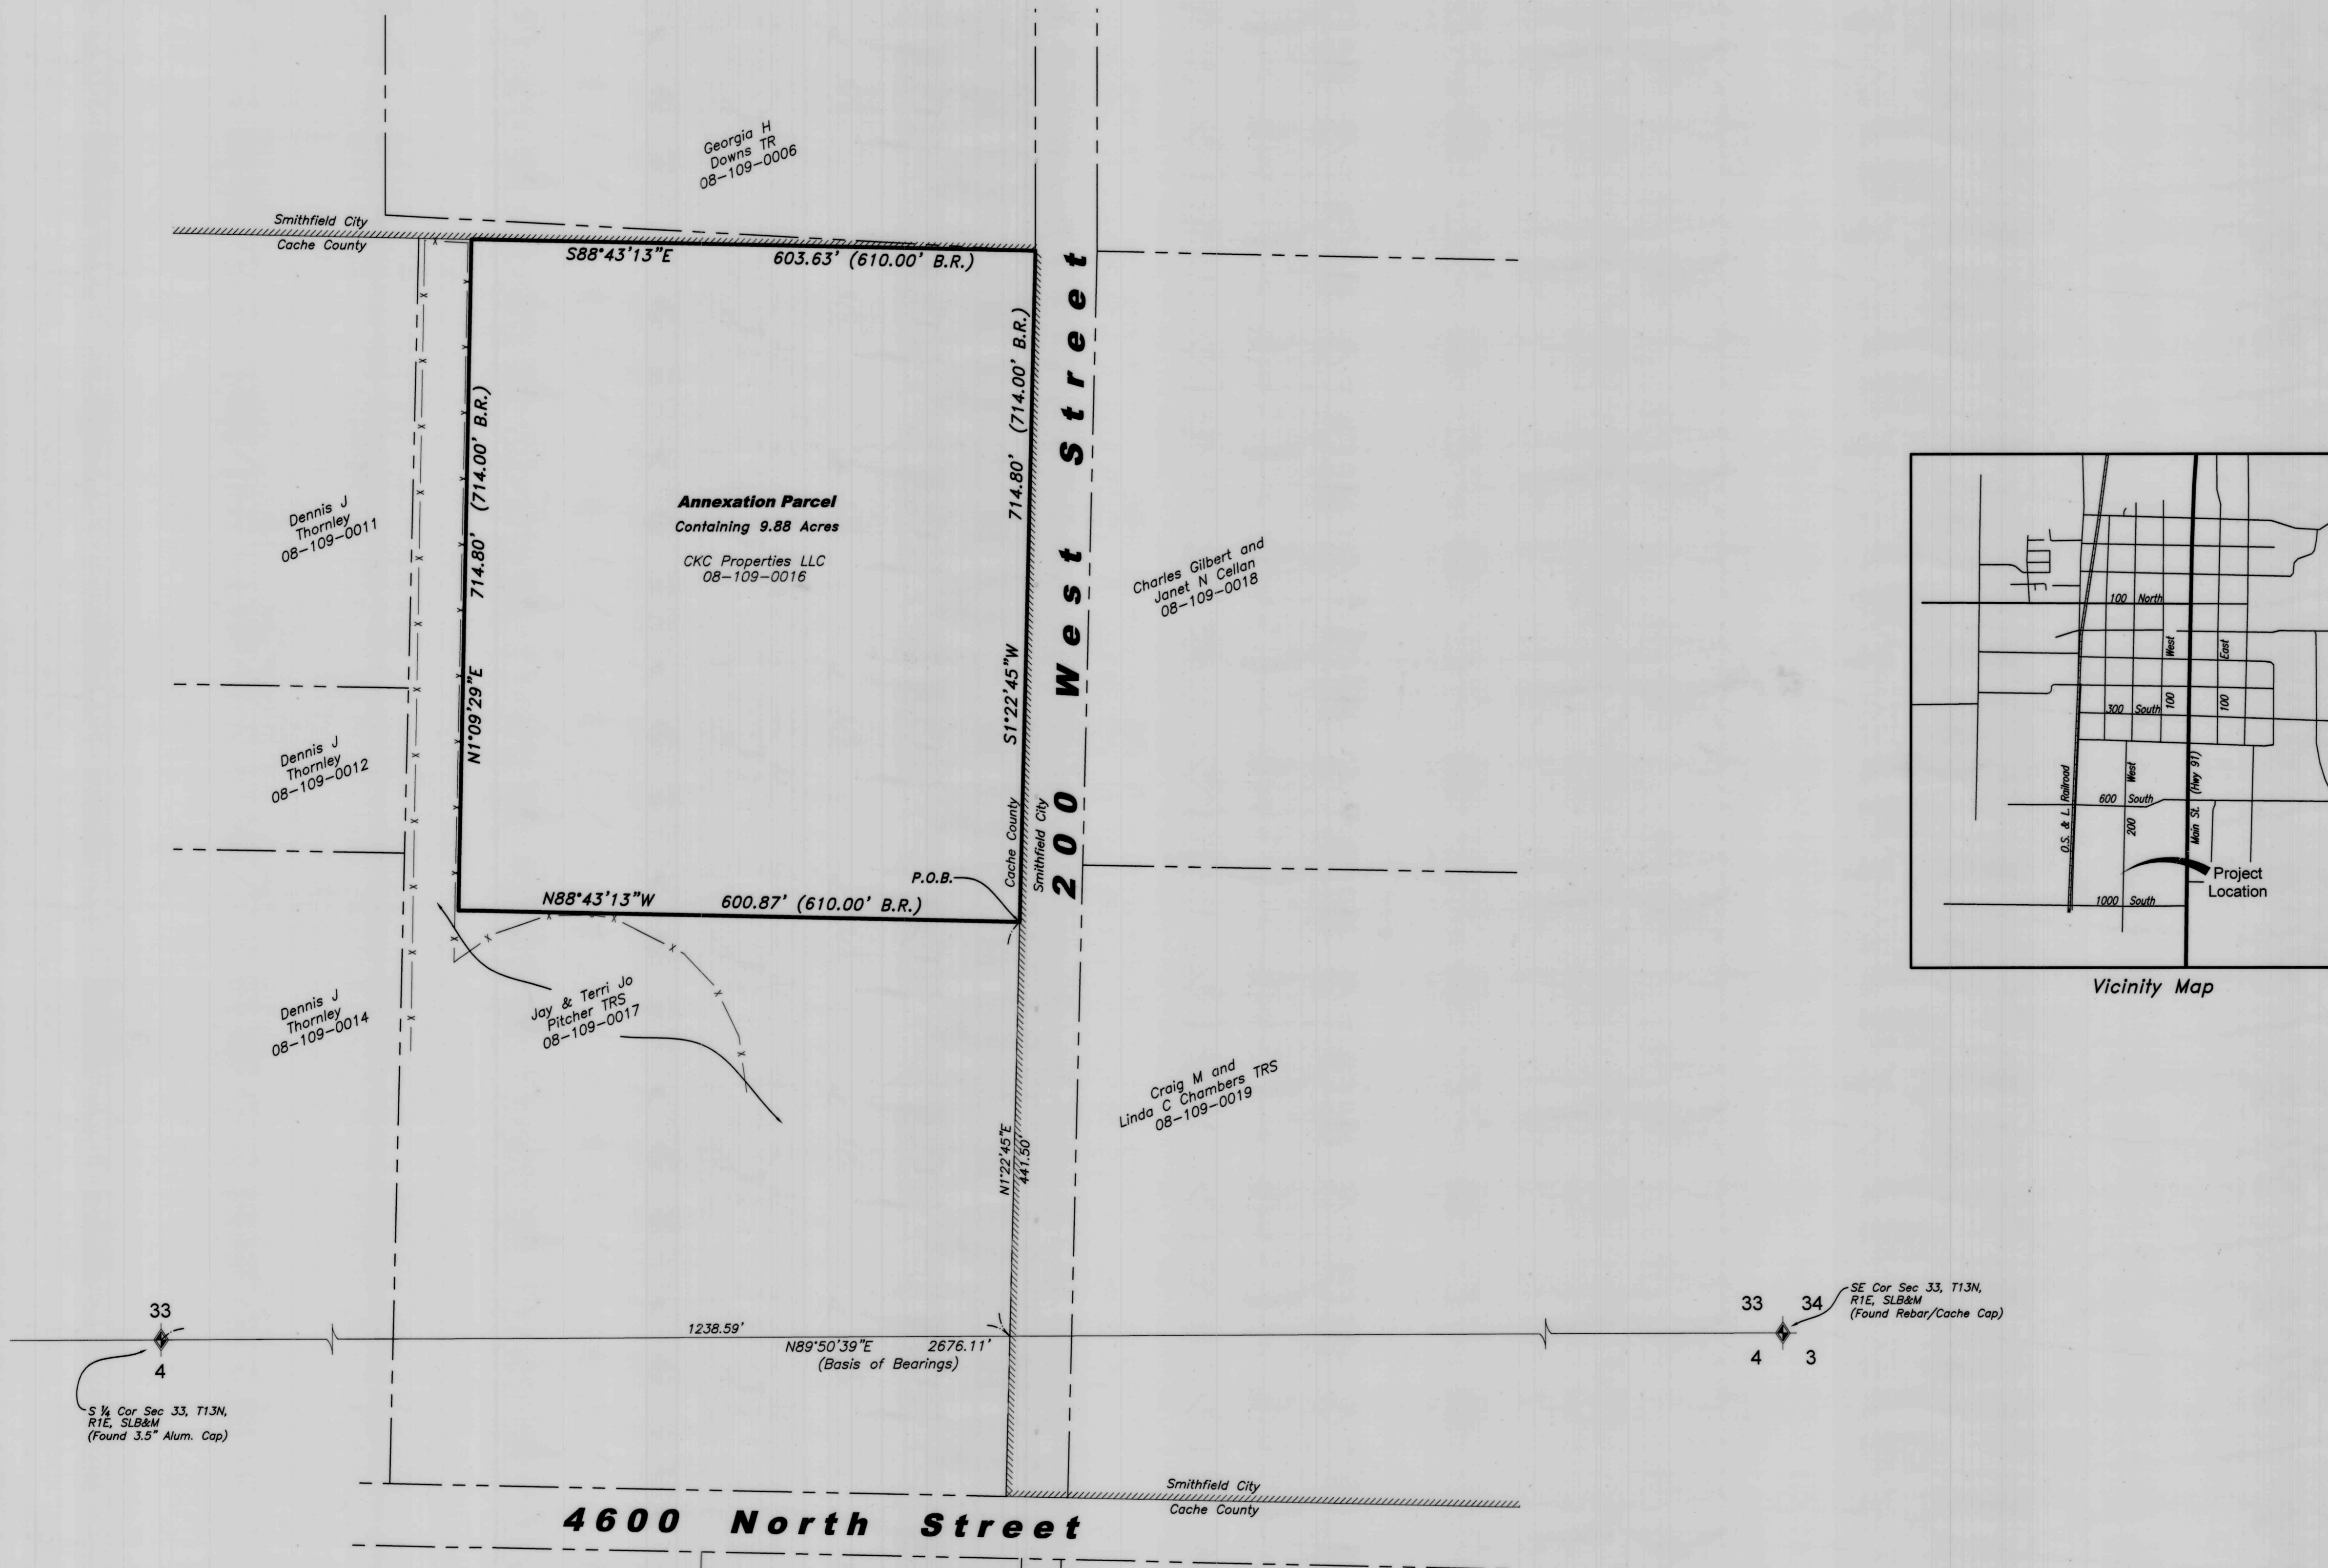 Georgia H
Downs TR
08-109-0006
Smithfield City
Cache County
S88°43'13"E 603.63' (610.00' B.R.)
N1°09'29"E 714.80' (714.00' B.R.)
S1°22'45"W 714.80' (714.00' B.R.)
200 West Street
Annexation Parcel
Containing 9.88 Acres
CKC Properties LLC
08-109-0016
Dennis J
Thornley
08-109-0011
Dennis J
Thornley
08-109-0012
Dennis J
Thornley
08-109-0014
Charles Gilbert and
Janet N Cellan
08-109-0018
Cache County
Smithfield City
P.O.B.
N88°43'13"W 600.87' (610.00' B.R.)
Jay & Terri Jo
Pitcher TRS
08-109-0017
Craig M and
Linda C Chambers TRS
08-109-0019
N1°22'45"E
441.50'
100 North
West
100
East
100
300 South
O.S. & L. Railroad
West
200
Main St. (Hwy 91)
600 South
Project
Location
1000 South
Vicinity Map
33
4
S ¼ Cor Sec 33, T13N,
R1E, SLB&M
(Found 3.5" Alum. Cap)
1238.59'
N89°50'39"E 2676.11'
(Basis of Bearings)
33 34
4 3
SE Cor Sec 33, T13N,
R1E, SLB&M
(Found Rebar/Cache Cap)
Smithfield City
Cache County
4600 North Street